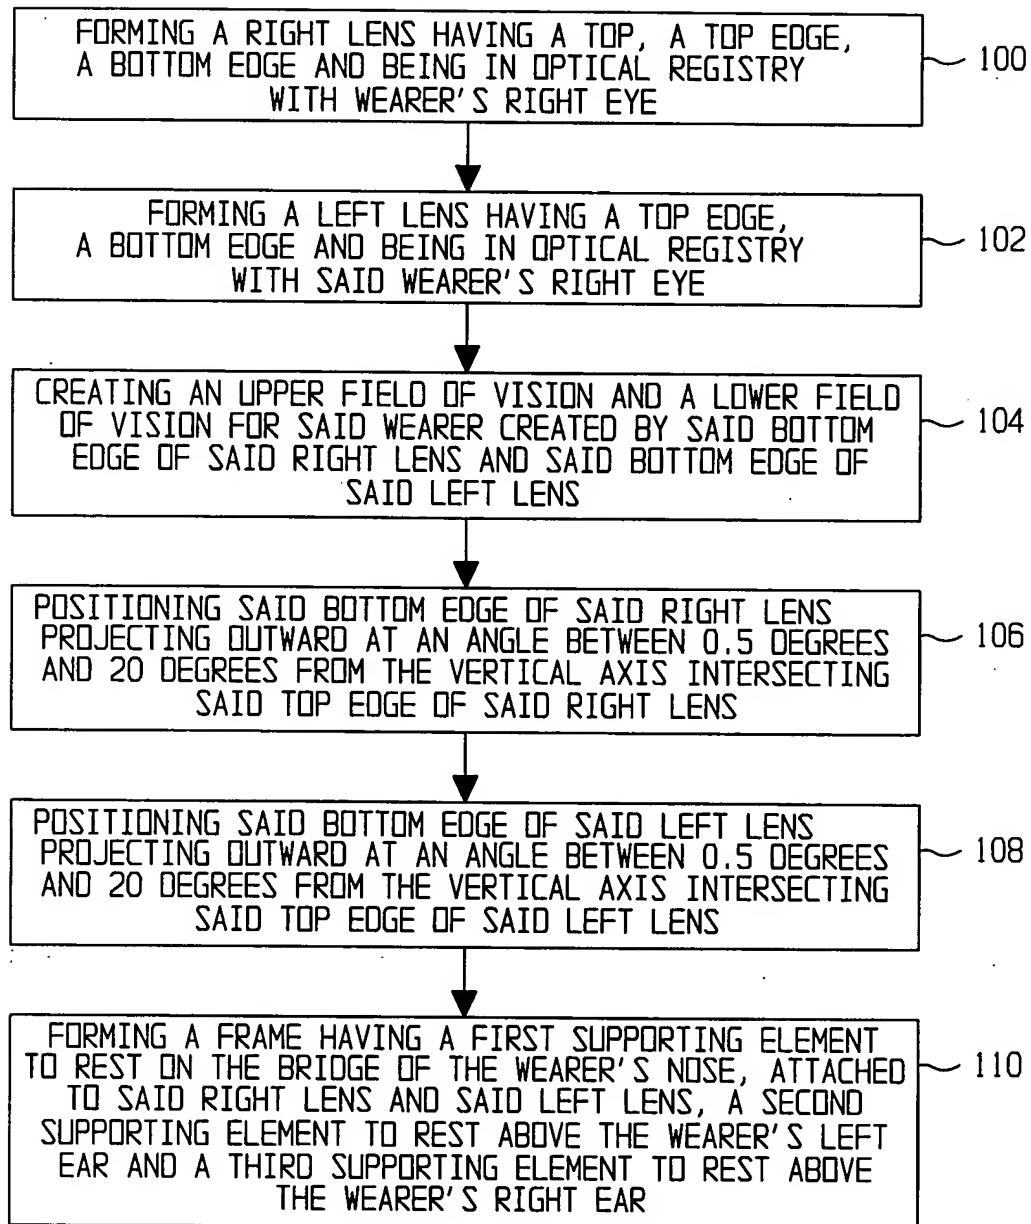 FORMING A RIGHT LENS HAVING A TOP, A TOP EDGE,
A BOTTOM EDGE AND BEING IN OPTICAL REGISTRY
WITH WEARER'S RIGHT EYE
100
FORMING A LEFT LENS HAVING A TOP EDGE,
A BOTTOM EDGE AND BEING IN OPTICAL REGISTRY
WITH SAID WEARER'S RIGHT EYE
102
CREATING AN UPPER FIELD OF VISION AND A LOWER FIELD
OF VISION FOR SAID WEARER CREATED BY SAID BOTTOM
EDGE OF SAID RIGHT LENS AND SAID BOTTOM EDGE OF
SAID LEFT LENS
104
POSITIONING SAID BOTTOM EDGE OF SAID RIGHT LENS
PROJECTING OUTWARD AT AN ANGLE BETWEEN 0.5 DEGREES
AND 20 DEGREES FROM THE VERTICAL AXIS INTERSECTING
SAID TOP EDGE OF SAID RIGHT LENS
106
POSITIONING SAID BOTTOM EDGE OF SAID LEFT LENS
PROJECTING OUTWARD AT AN ANGLE BETWEEN 0.5 DEGREES
AND 20 DEGREES FROM THE VERTICAL AXIS INTERSECTING
SAID TOP EDGE OF SAID LEFT LENS
108
FORMING A FRAME HAVING A FIRST SUPPORTING ELEMENT
TO REST ON THE BRIDGE OF THE WEARER'S NOSE, ATTACHED
TO SAID RIGHT LENS AND SAID LEFT LENS, A SECOND
SUPPORTING ELEMENT TO REST ABOVE THE WEARER'S LEFT
EAR AND A THIRD SUPPORTING ELEMENT TO REST ABOVE
THE WEARER'S RIGHT EAR
110